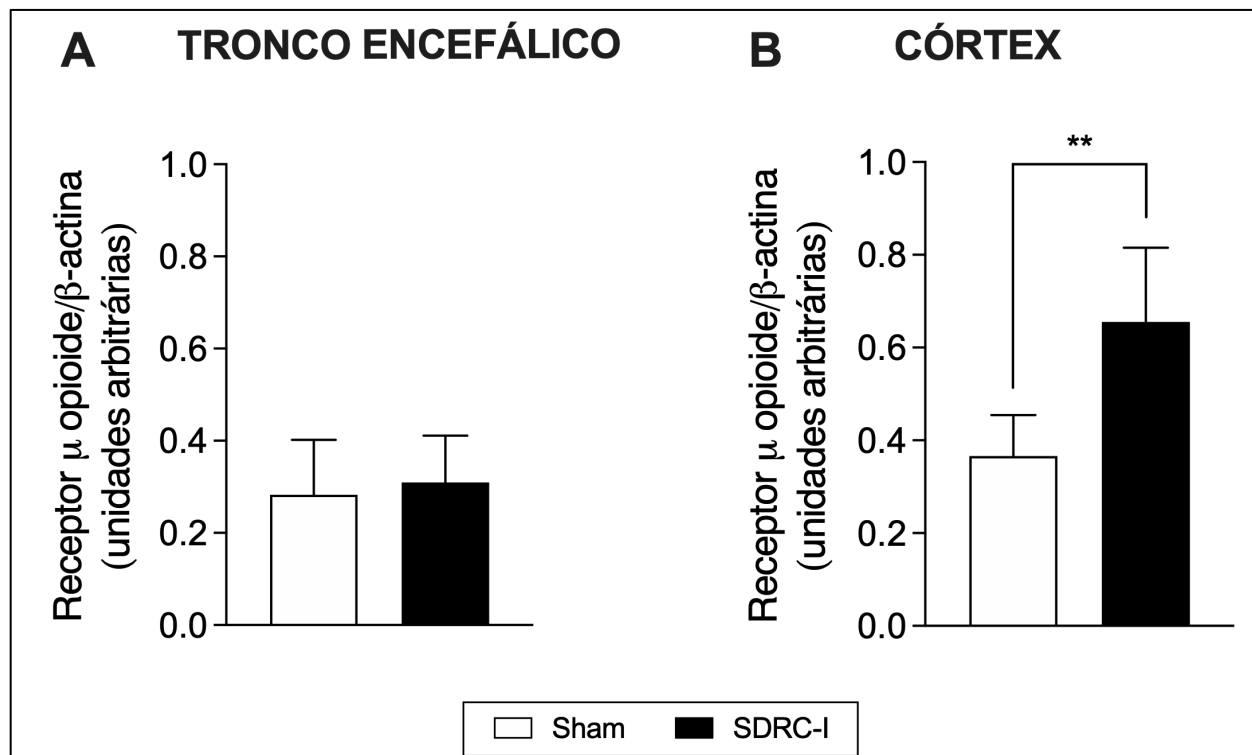 A TRONCO ENCEFÁLICO
Receptor μ opioide/β-actina
(unidades arbitrárias)
1.0
0.8
0.6
0.4
0.2
0.0
B CÓRTEX
Receptor μ opioide/β-actina
(unidades arbitrárias)
1.0
0.8
0.6
0.4
0.2
0.0
**
Sham SDRC-I